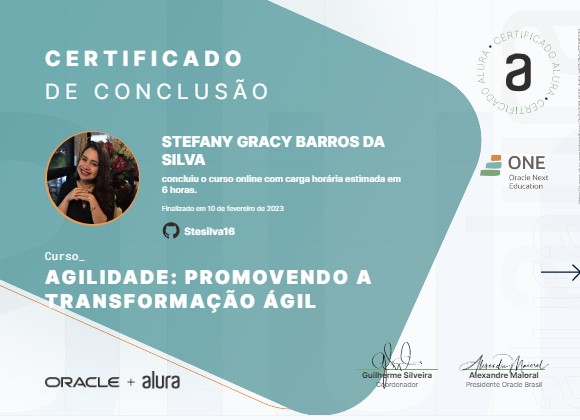 CERTIFICADO
DE CONCLUSÃO
STEFANY GRACY BARROS DA
SILVA
concluiu o curso online com carga horária estimada em
6 horas.
Finalizado em 10 de fevereiro de 2023
Stesilva16
Curso_
AGILIDADE: PROMOVENDO A
TRANSFORMAÇÃO ÁGIL
ORACLE + alura
CERTIFICADO ALURA • CERTIFICADO ALURA •
a
ONE
Oracle Next
Education
Guilherme Silveira
Coordenador
Alexandre Maioral
Presidente Oracle Brasil